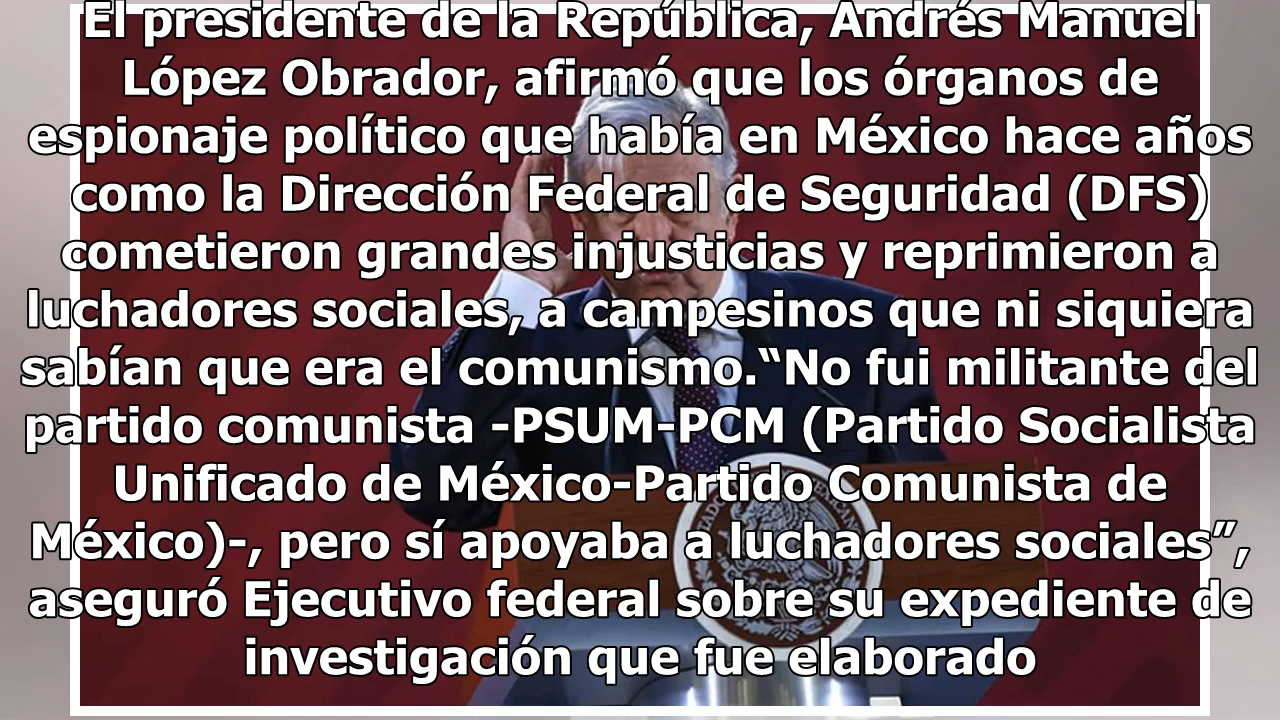 El presidente de la República, Andrés Manuel
López Obrador, afirmó que los órganos de
espionaje político que había en México hace años
como la Dirección Federal de Seguridad (DFS)
cometieron grandes injusticias y reprimieron a
luchadores sociales, a campesinos que ni siquiera
sabían que era el comunismo.“No fui militante del
partido comunista -PSUM-PCM (Partido Socialista
Unificado de México-Partido Comunista de
México)-, pero sí apoyaba a luchadores sociales”,
aseguró Ejecutivo federal sobre su expediente de
investigación que fue elaborado